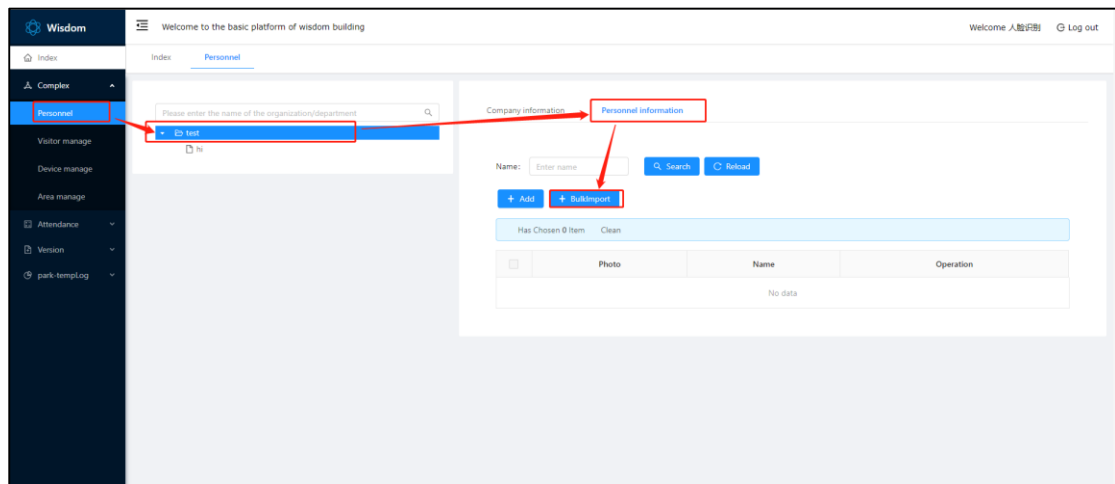 Wisdom
Welcome to the basic platform of wisdom building
Welcome 人脸识别
Log out
Index
Complex
Personnel
Visitor manage
Device manage
Area manage
Attendance
Version
park-tempLog
Index
Personnel
Please enter the name of the organization/department
test
hi
Company information
Personnel information
Name:
Enter name
Search
Reload
+ Add
+ BulkImport
Has Chosen 0 Item
Clean
Photo
Name
Operation
No data